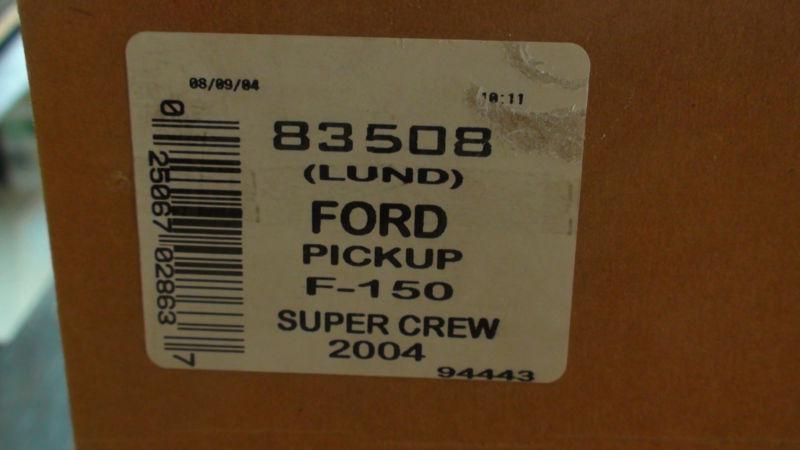 08/09/04
10:11
83508
(LUND)
FORD
PICKUP
F-150
SUPER CREW
2004
94443
0 25067 02863 7